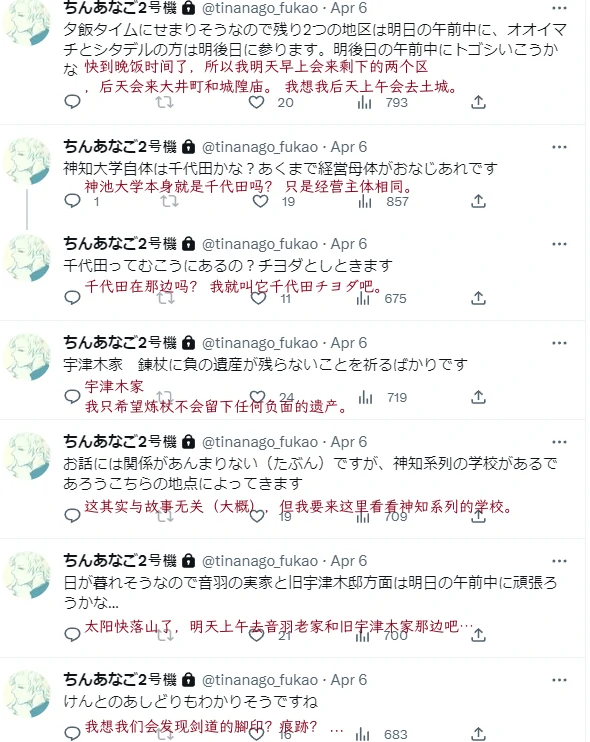 ちんあなご2号機 @tinanago_fukao · Apr 6
夕飯タイムにせまりそうなので残り2つの地区は明日の午前中に、オオイマ
チとシタデルの方は明後日に参ります。明後日の午前中にトゴシいこうか
な
快到晚饭时间了，所以我明天早上会来剩下的两个区
，后天会来大井町和城隍庙。 我想我后天上午会去土城。
20 793
ちんあなご2号機 @tinanago_fukao · Apr 6
神知大学自体は千代田かな？あくまで経営母体がおなじあれです
神池大学本身就是千代田吗？ 只是经营主体相同。
1 19 857
ちんあなご2号機 @tinanago_fukao · Apr 6
千代田ってむこうにあるの？チヨダとしときます
千代田在那边吗？ 我就叫它千代田チヨダ吧。
11 675
ちんあなご2号機 @tinanago_fukao · Apr 6
宇津木家　錬杖に負の遺産が残らないことを祈るばかりです
宇津木家
我只希望炼杖不会留下任何负面的遗产。
24 719
ちんあなご2号機 @tinanago_fukao · Apr 6
お話には関係があんまりない（たぶん）ですが、神知系列の学校があるで
あろうこちらの地点によってきます
这其实与故事无关（大概），但我要来这里看看神知系列的学校。
19 709
ちんあなご2号機 @tinanago_fukao · Apr 6
日が暮れそうなので音羽の実家と旧宇津木邸方面は明日の午前中に頑張ろ
うかな...
太阳快落山了，明天上午去音羽老家和旧宇津木家那边吧…
21 700
ちんあなご2号機 @tinanago_fukao · Apr 6
けんとのあしどりもわかりそうですね
我想我们会发现剑道的脚印？痕跡？ ...
16 683